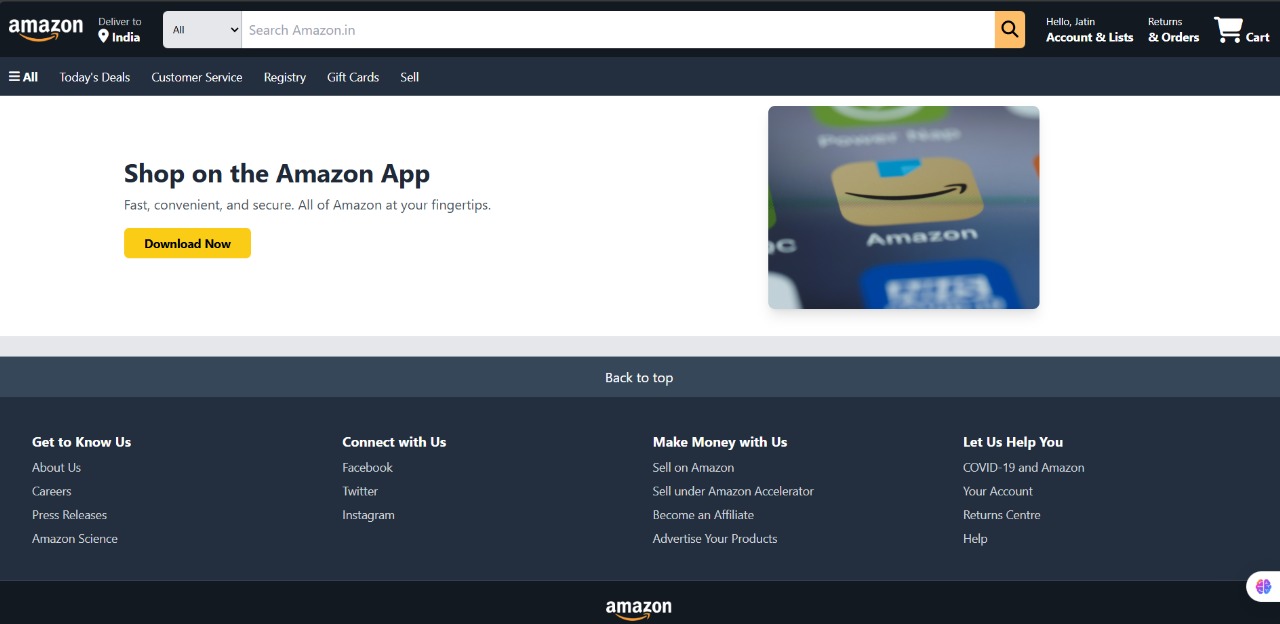 amazon
Deliver to
India
All
Search Amazon.in
Hello, Jatin
Account & Lists
Returns
& Orders
Cart
All
Today's Deals
Customer Service
Registry
Gift Cards
Sell
Shop on the Amazon App
Fast, convenient, and secure. All of Amazon at your fingertips.
Download Now
Power Nap
Amazon
Back to top
Get to Know Us
About Us
Careers
Press Releases
Amazon Science
Connect with Us
Facebook
Twitter
Instagram
Make Money with Us
Sell on Amazon
Sell under Amazon Accelerator
Become an Affiliate
Advertise Your Products
Let Us Help You
COVID-19 and Amazon
Your Account
Returns Centre
Help
amazon